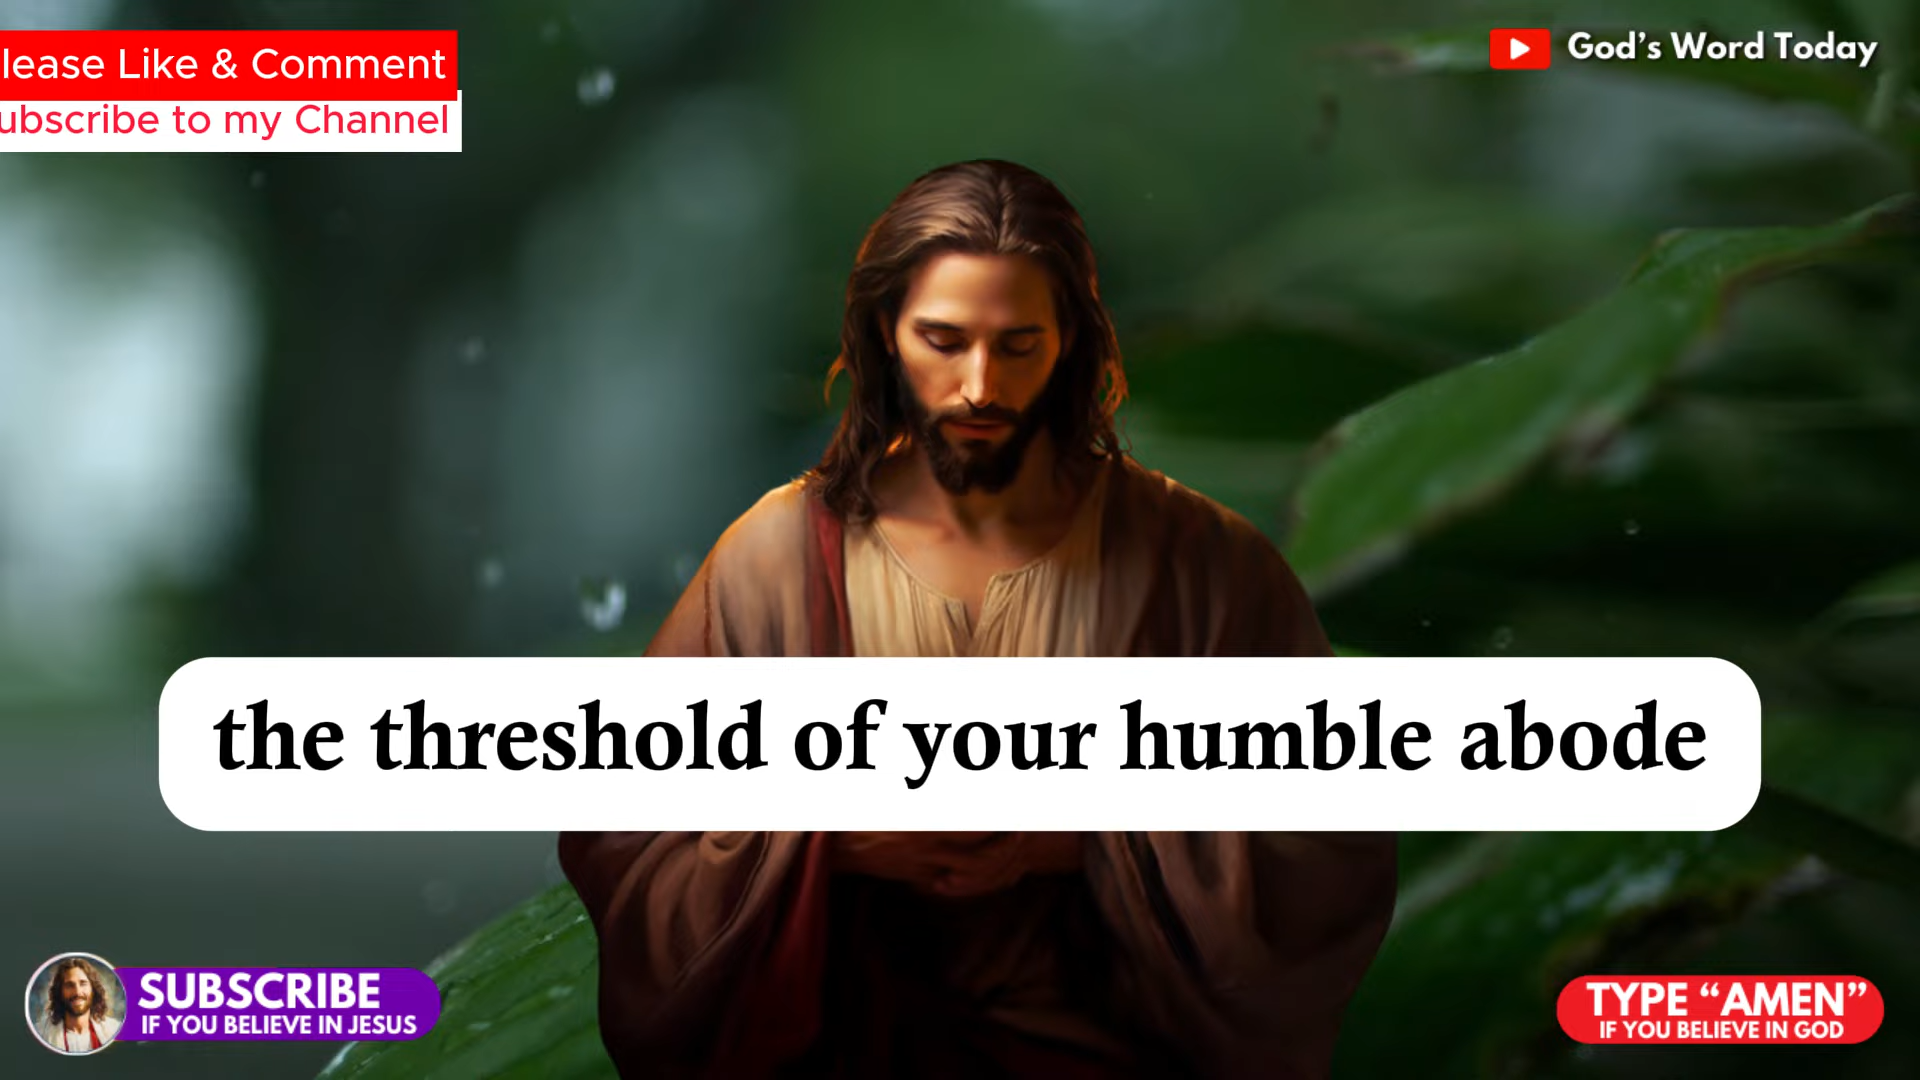 lease Like & Comment
ubscribe to my Channel
God's Word Today
the threshold of your humble abode
SUBSCRIBE
IF YOU BELIEVE IN JESUS
TYPE “AMEN”
IF YOU BELIEVE IN GOD